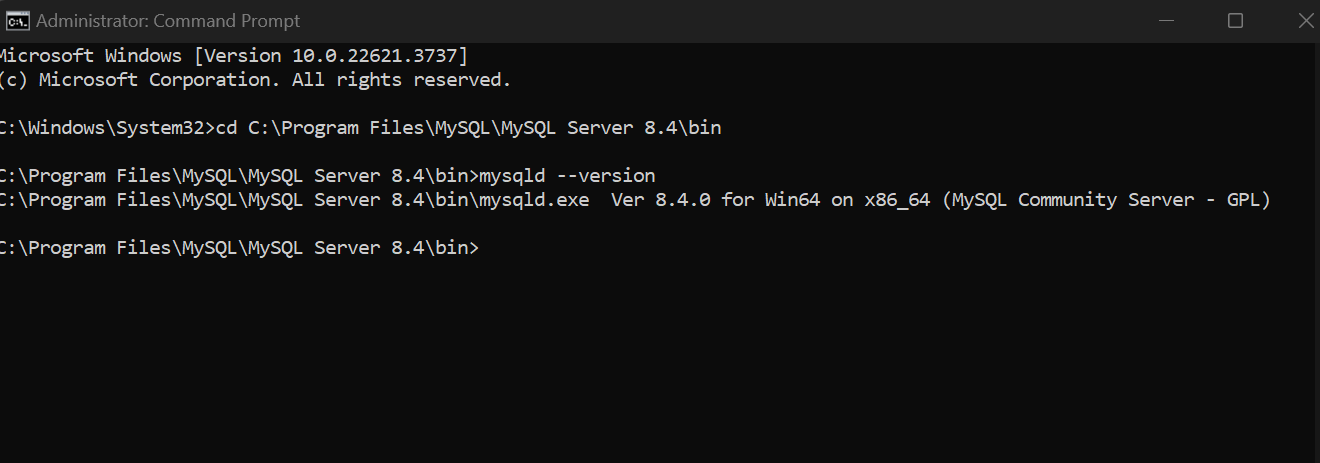 Administrator: Command Prompt
Microsoft Windows [Version 10.0.22621.3737]
(c) Microsoft Corporation. All rights reserved.
C:\Windows\System32>cd C:\Program Files\MySQL\MySQL Server 8.4\bin
C:\Program Files\MySQL\MySQL Server 8.4\bin>mysqld --version
C:\Program Files\MySQL\MySQL Server 8.4\bin\mysqld.exe  Ver 8.4.0 for Win64 on x86_64 (MySQL Community Server - GPL)
C:\Program Files\MySQL\MySQL Server 8.4\bin>